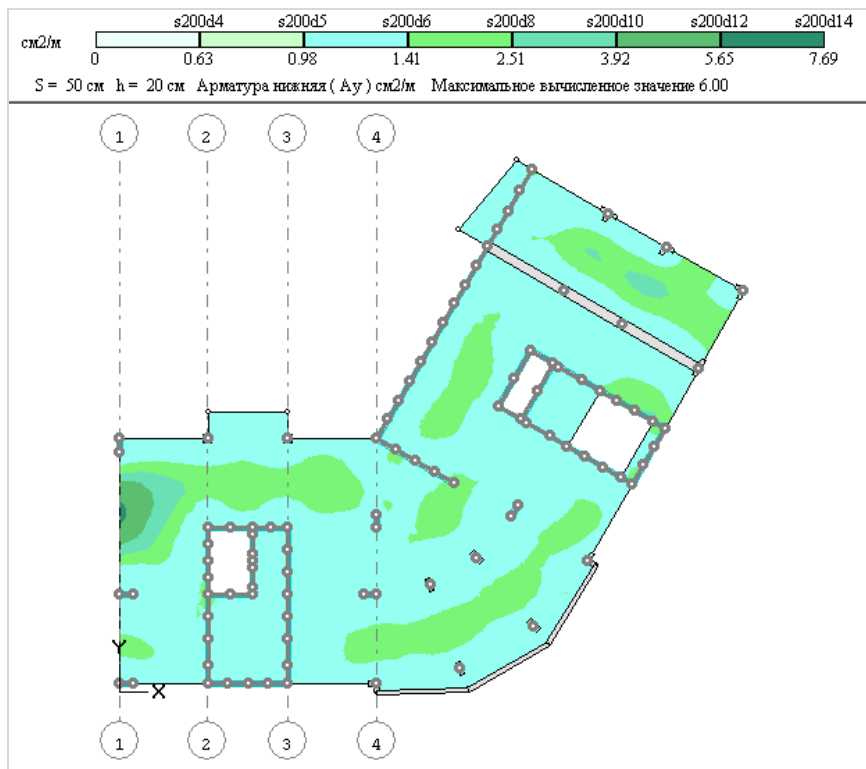 s200d4 s200d5 s200d6 s200d8 s200d10 s200d12 s200d14
см2/м
0 0.63 0.98 1.41 2.51 3.92 5.65 7.69
S = 50 см h = 20 см Арматура нижняя ( Ay ) см2/м Максимальное вычисленное значение 6.00
1 2 3 4
Y
X
1 2 3 4